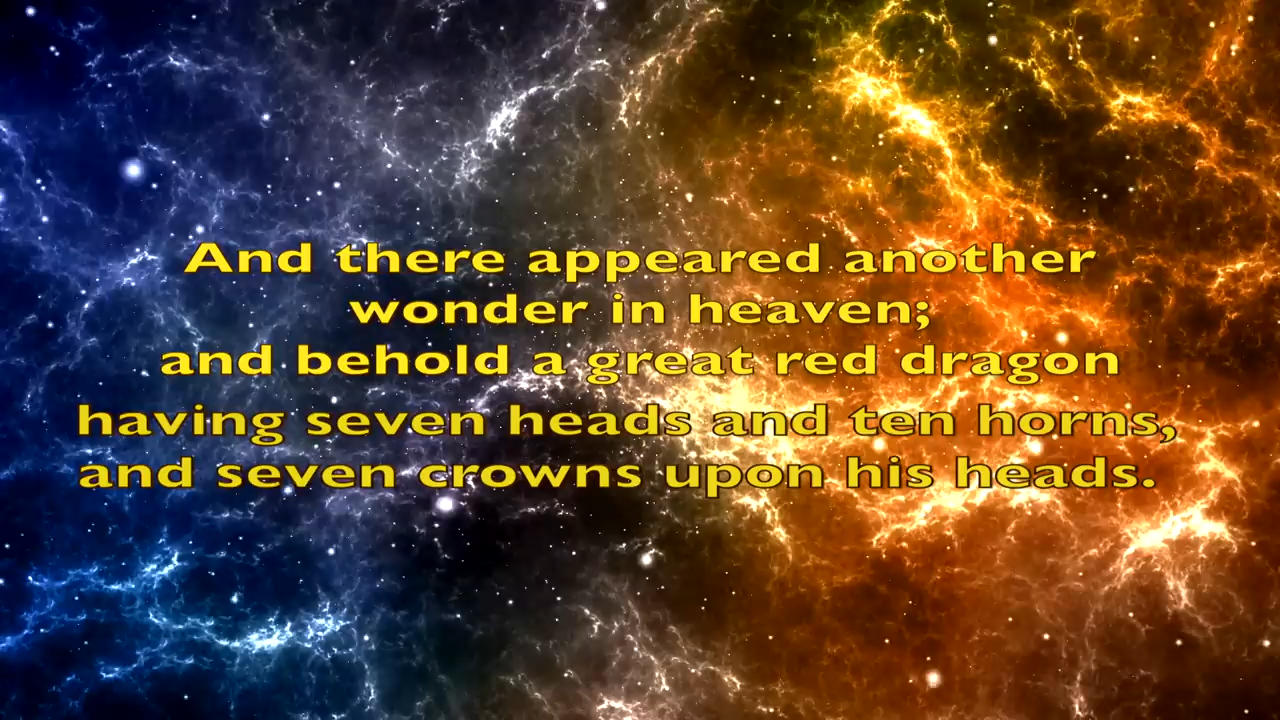 And there appeared another
wonder in heaven;
and behold a great red dragon
having seven heads and ten horns,
and seven crowns upon his heads.